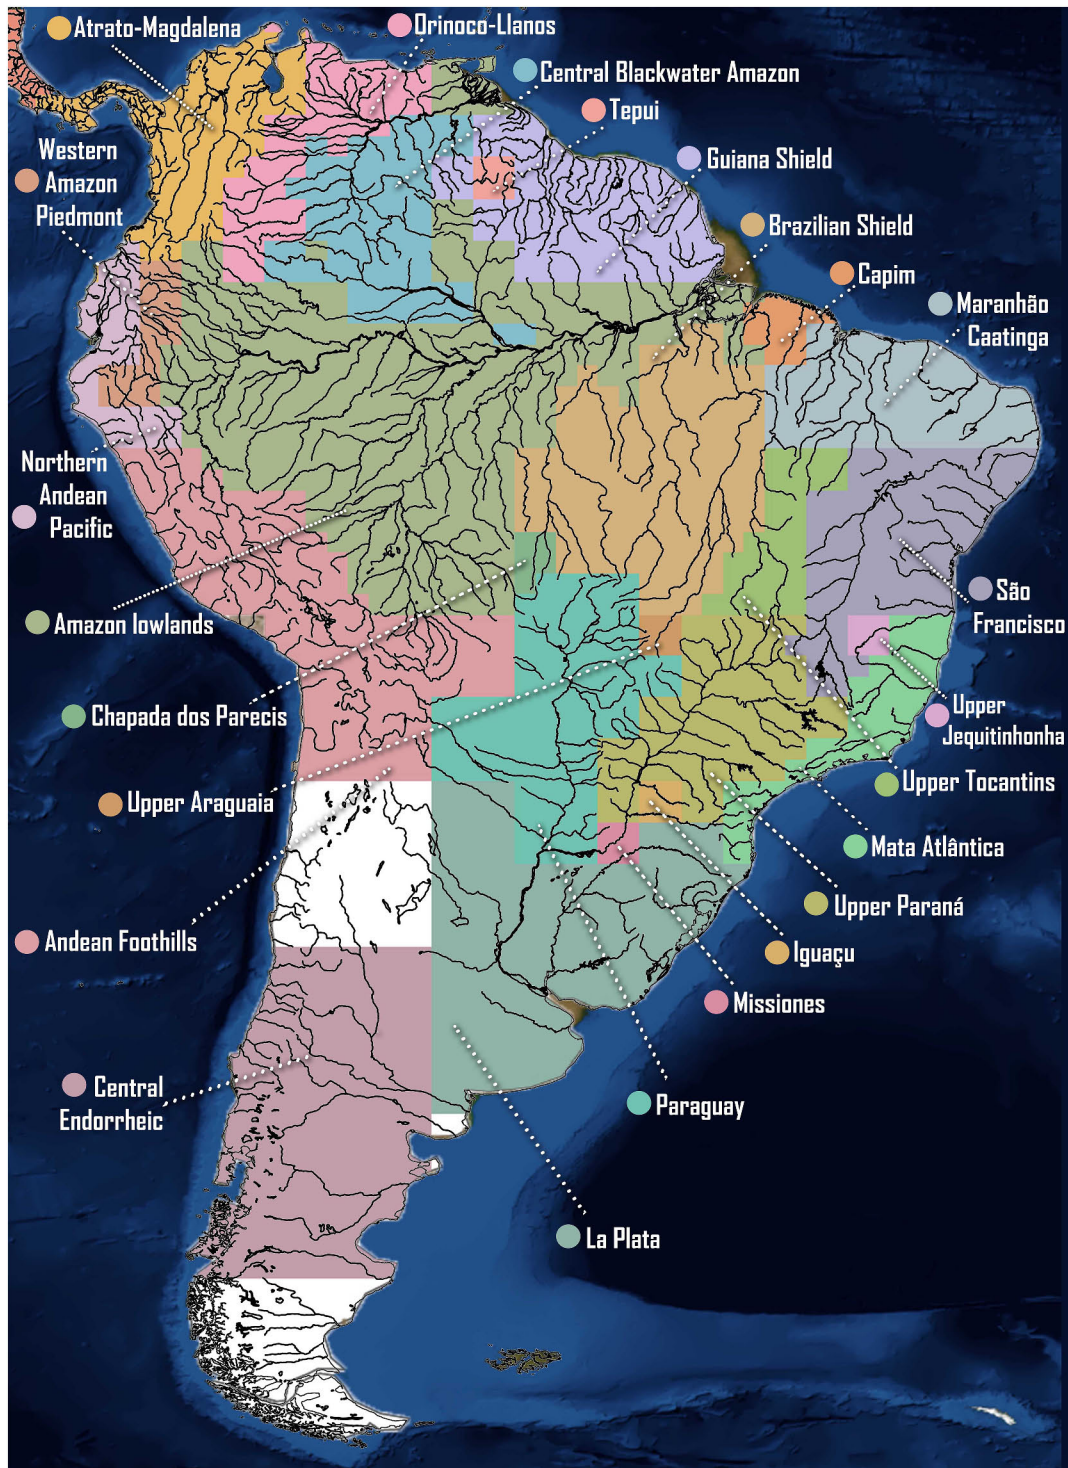 Atrato-Magdalena
Orinoco-Llanos
Central Blackwater Amazon
Tepui
Western
Amazon
Piedmont
Guiana Shield
Brazilian Shield
Capim
Maranhão
Caatinga
Northern
Andean
Pacific
São
Francisco
Amazon lowlands
Chapada dos Parecis
Upper
Jequitinhonha
Upper Tocantins
Upper Araguaia
Mata Atlântica
Upper Paraná
Andean Foothills
Iguaçu
Missiones
Central
Endorrheic
Paraguay
La Plata